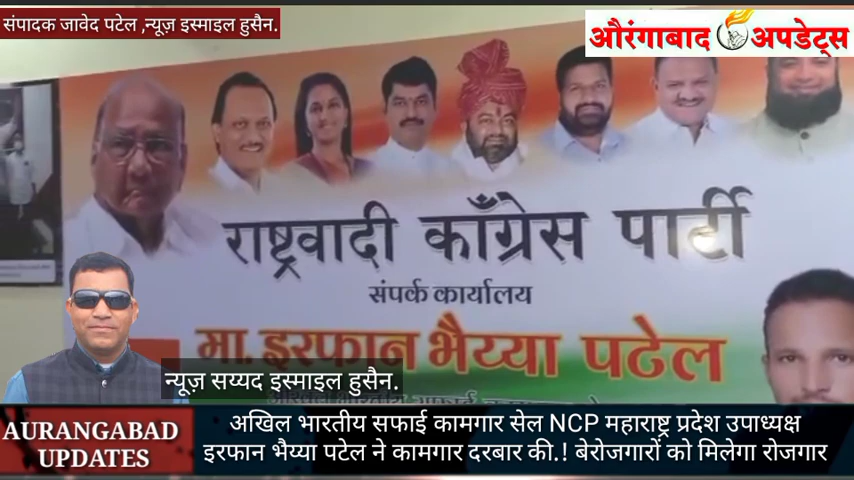 संपादक जावेद पटेल ,न्यूज़ इस्माइल हुसैन.
औरंगाबाद अपडेट्स
राष्ट्रवादी काँग्रेस पार्टी
संपर्क कार्यालय
मा. इरफान भैय्या पटेल
न्यूज़ सय्यद इस्माइल हुसैन.
AURANGABAD
UPDATES
अखिल भारतीय सफाई कामगार सेल NCP महाराष्ट्र प्रदेश उपाध्यक्ष
इरफान भैय्या पटेल ने कामगार दरबार की.! बेरोजगारों को मिलेगा रोजगार